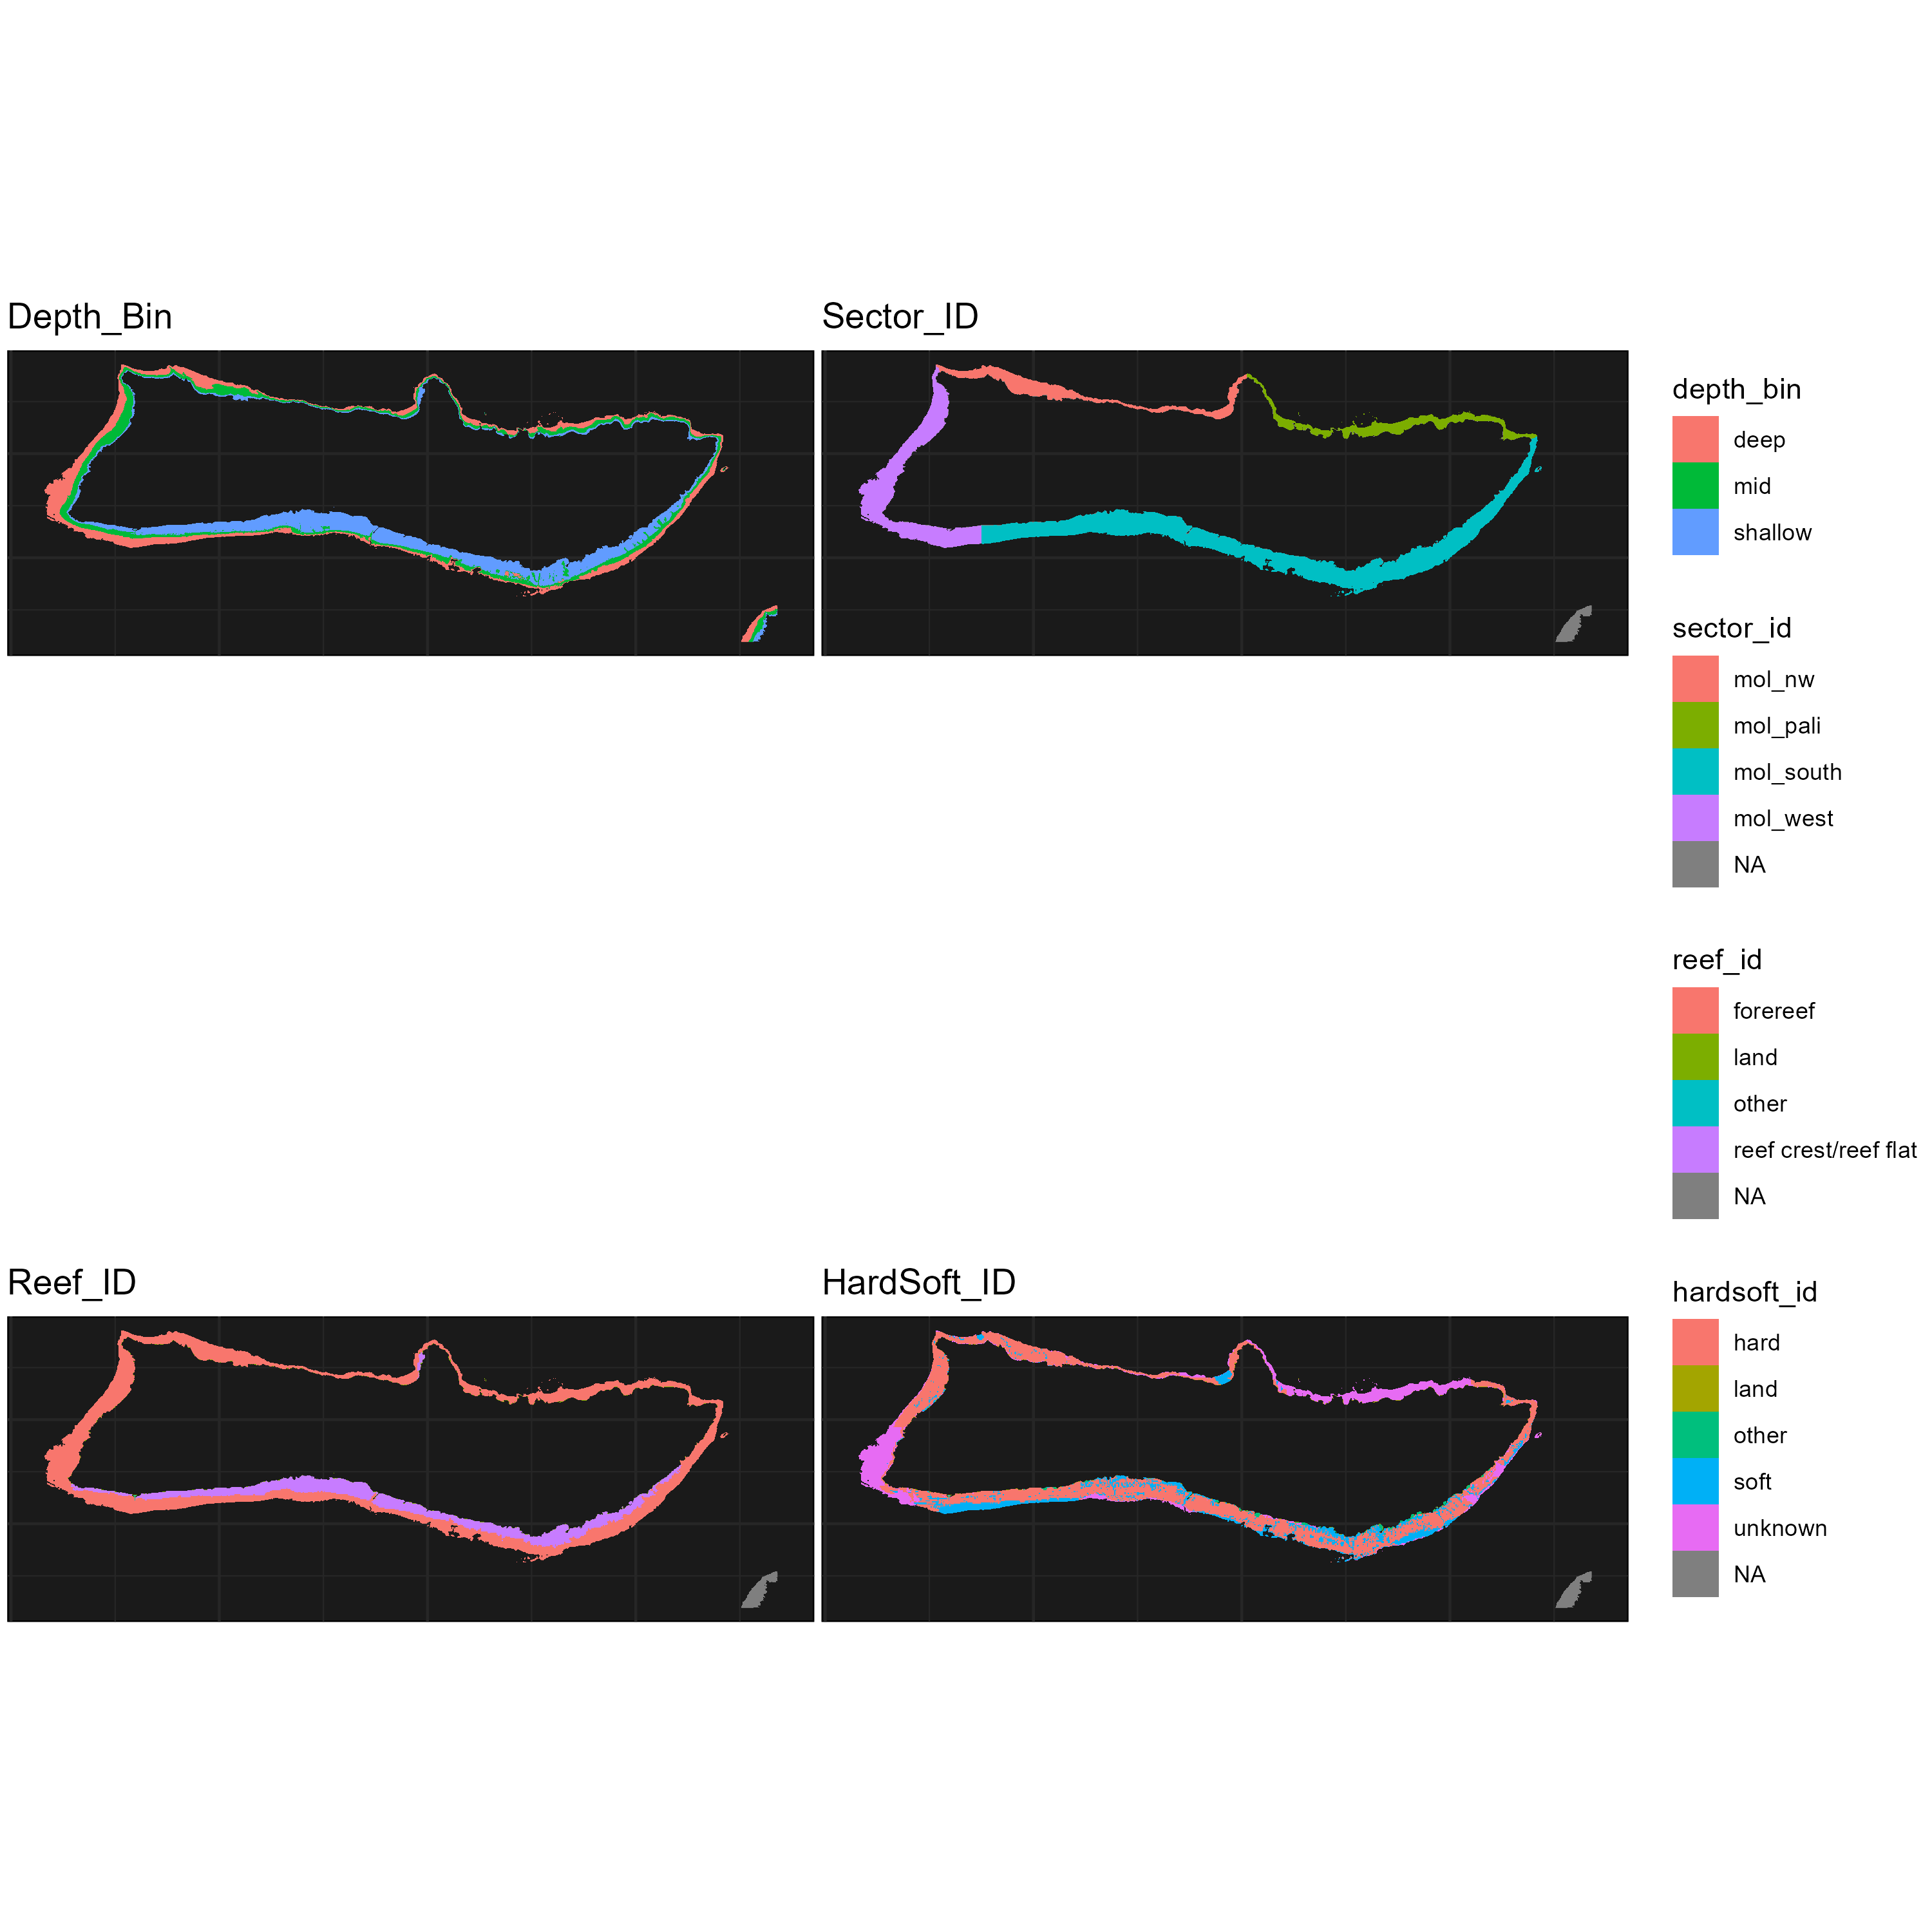 Depth_Bin
Sector_ID
depth_bin
deep
mid
shallow
sector_id
mol_nw
mol_pali
mol_south
mol_west
NA
reef_id
forereef
land
other
reef crest/reef flat
NA
Reef_ID
HardSoft_ID
hardsoft_id
hard
land
other
soft
unknown
NA